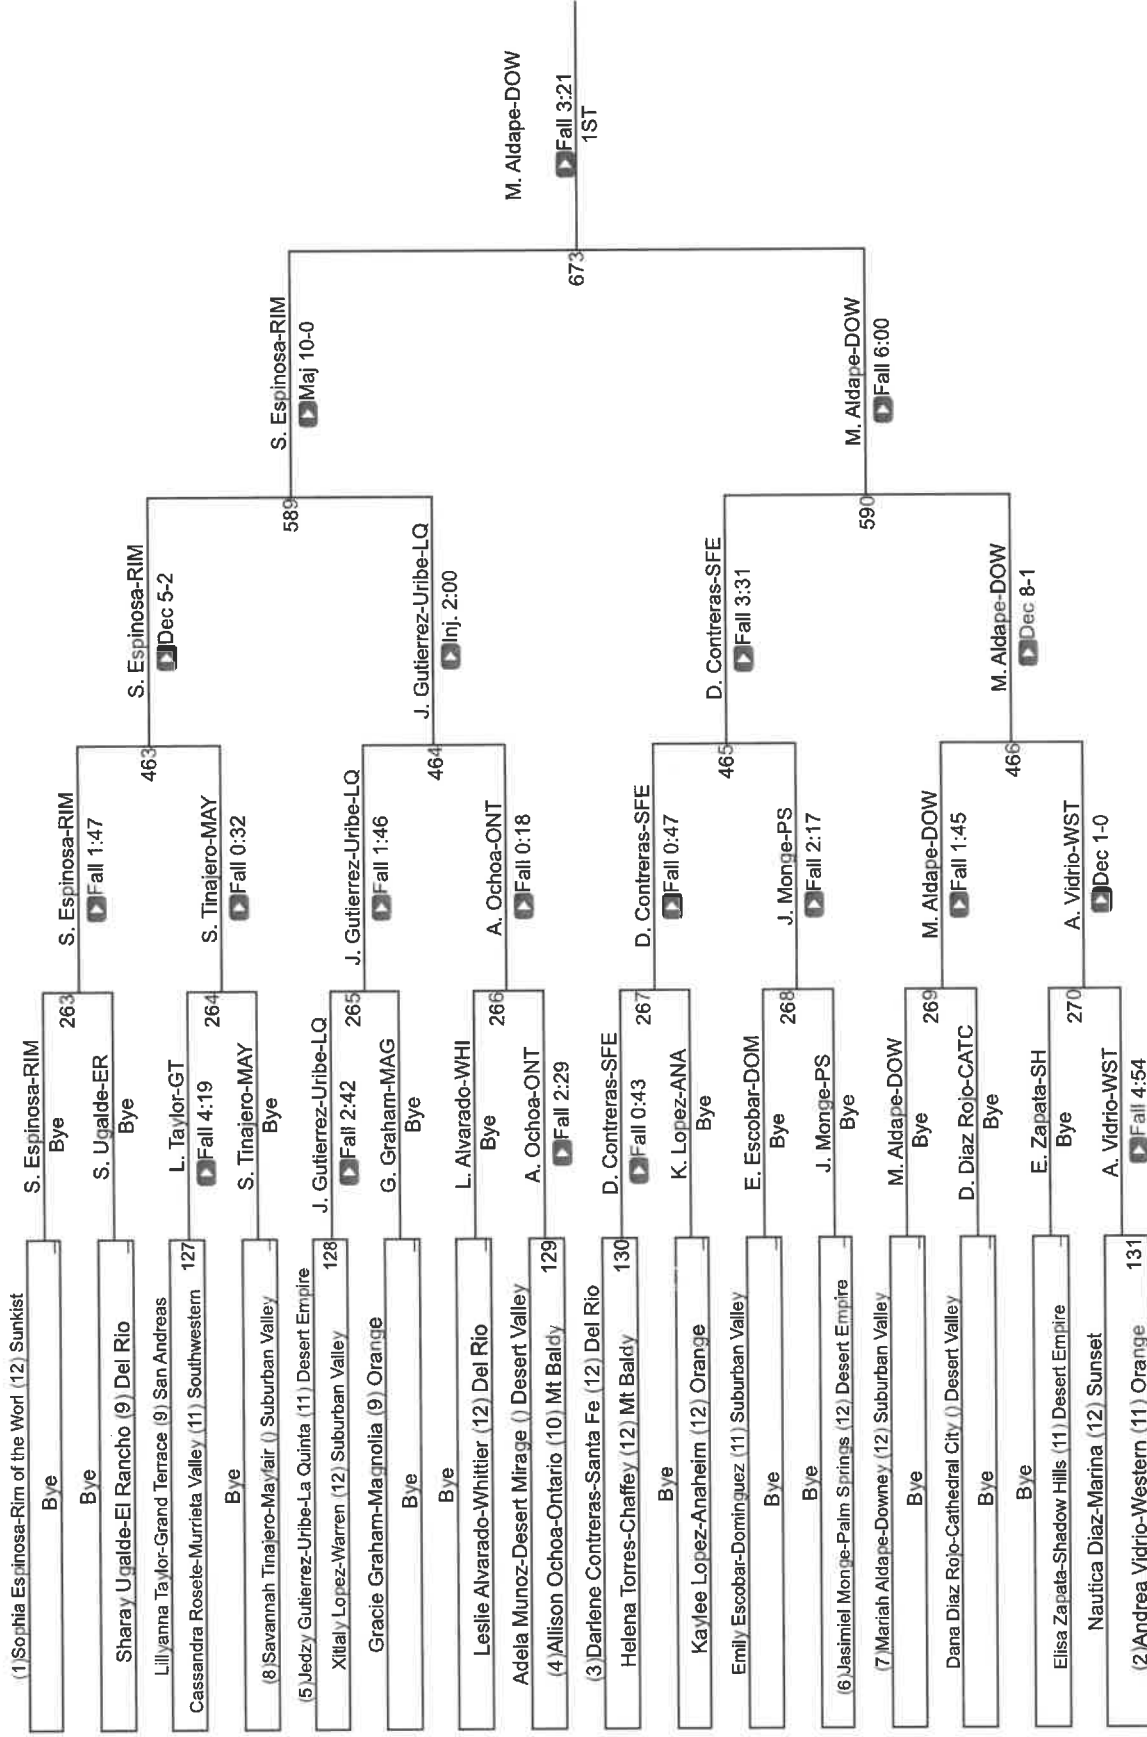 (1)Sophia Espinosa-Rim of the Worl (12) Sunkist
Bye
Bye
Sharay Ugalde-El Rancho (9) Del Rio
Lillyanna Taylor-Grand Terrace (9) San Andreas
127
Cassandra Rosete-Murrieta Valley (11) Southwestern
Bye
(8)Savannah Tinajero-Mayfair () Suburban Valley
(5)Jedzy Gutierrez-Uribe-La Quinta (11) Desert Empire
128
Xitlaly Lopez-Warren (12) Suburban Valley
Gracie Graham-Magnolia (9) Orange
Bye
Bye
Leslie Alvarado-Whittier (12) Del Rio
Adela Munoz-Desert Mirage () Desert Valley
129
(4)Allison Ochoa-Ontario (10) Mt Baldy
(3)Darlene Contreras-Santa Fe (12) Del Rio
130
Helena Torres-Chaffey (12) Mt Baldy
Bye
Kaylee Lopez-Anaheim (12) Orange
Emily Escobar-Dominguez (11) Suburban Valley
Bye
Bye
(6)Jasimiel Monge-Palm Springs (12) Desert Empire
(7)Mariah Aldape-Downey (12) Suburban Valley
Bye
Dana Diaz Rojo-Cathedral City () Desert Valley
Bye
Bye
Elisa Zapata-Shadow Hills (11) Desert Empire
Nautica Diaz-Marina (12) Sunset
131
(2)Andrea Vidrio-Western (11) Orange
S. Espinosa-RIM
Bye
263
S. Ugalde-ER
Bye
L. Taylor-GT
Fall 4:19
264
S. Tinajero-MAY
Bye
J. Gutierrez-Uribe-LQ
Fall 2:42
265
G. Graham-MAG
Bye
L. Alvarado-WHI
Bye
266
A. Ochoa-ONT
Fall 2:29
D. Contreras-SFE
Fall 0:43
267
K. Lopez-ANA
Bye
E. Escobar-DOM
Bye
268
J. Monge-PS
Bye
M. Aldape-DOW
Bye
269
D. Diaz Rojo-CATC
Bye
E. Zapata-SH
Bye
270
A. Vidrio-WST
Fall 4:54
S. Espinosa-RIM
Fall 1:47
463
S. Tinajero-MAY
Fall 0:32
J. Gutierrez-Uribe-LQ
Fall 1:46
464
A. Ochoa-ONT
Fall 0:18
D. Contreras-SFE
Fall 0:47
465
J. Monge-PS
Fall 2:17
M. Aldape-DOW
Fall 1:45
466
A. Vidrio-WST
Dec 1-0
S. Espinosa-RIM
Dec 5-2
589
J. Gutierrez-Uribe-LQ
Inj. 2:00
D. Contreras-SFE
Fall 3:31
590
M. Aldape-DOW
Dec 8-1
S. Espinosa-RIM
Maj 10-0
673
M. Aldape-DOW
Fall 6:00
M. Aldape-DOW
Fall 3:21
1ST